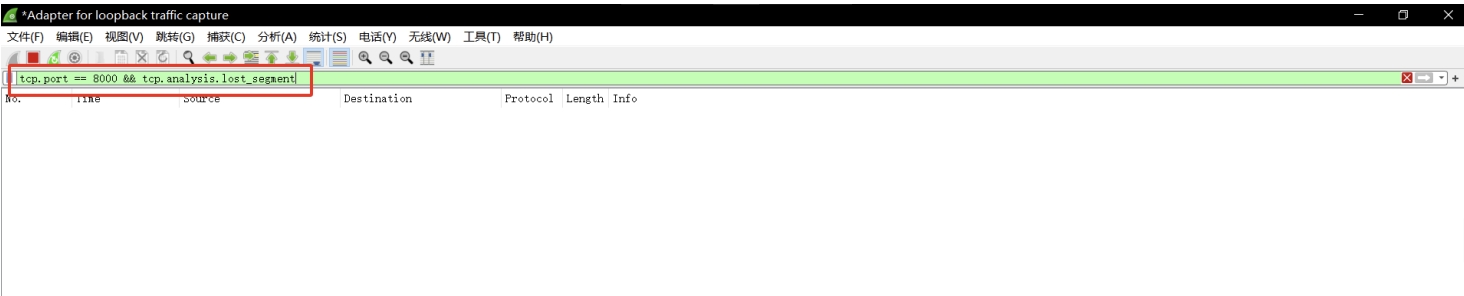 *Adapter for loopback traffic capture
文件(F) 编辑(E) 视图(V) 跳转(G) 捕获(C) 分析(A) 统计(S) 电话(Y) 无线(W) 工具(T) 帮助(H)
tcp.port == 8000 && tcp.analysis.lost_segment
No. Time Source Destination Protocol Length Info